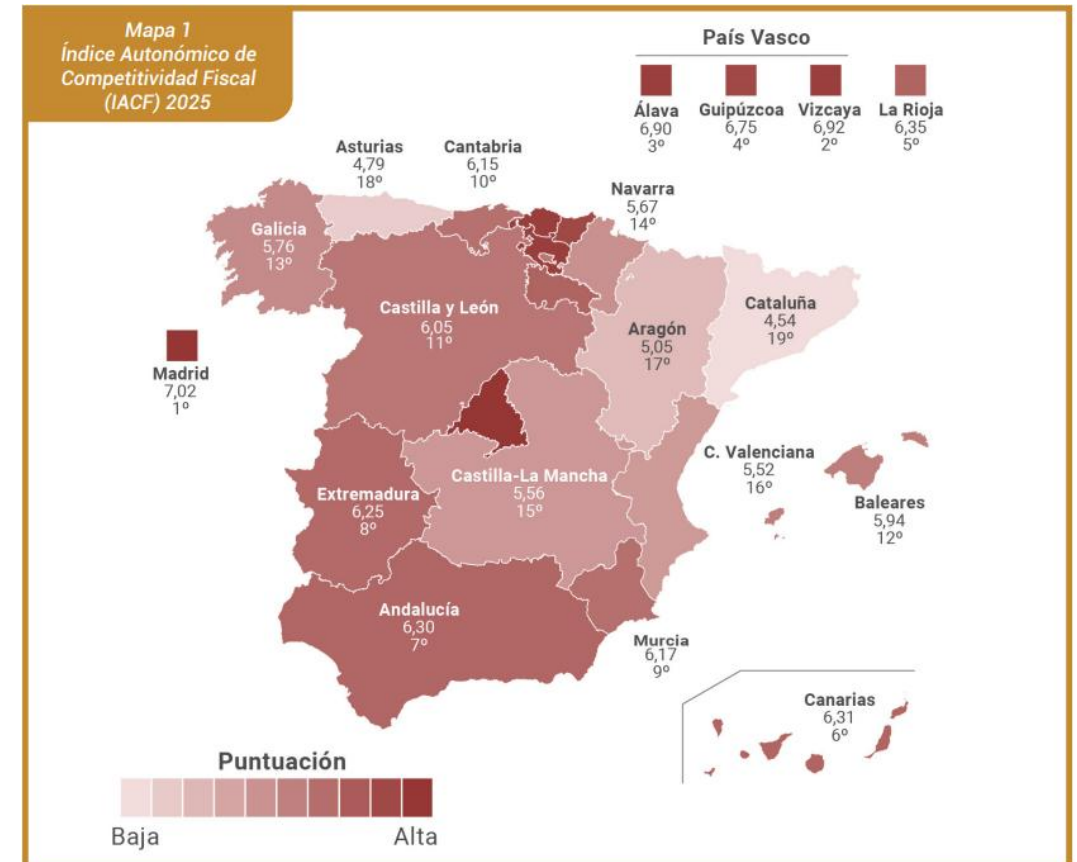 Mapa 1
Índice Autonómico de
Competitividad Fiscal
(IACF) 2025
País Vasco
Álava
6,90
3º
Guipúzcoa
6,75
4º
Vizcaya
6,92
2º
La Rioja
6,35
5º
Asturias
4,79
18º
Cantabria
6,15
10º
Navarra
5,67
14º
Galicia
5,76
13º
Castilla y León
6,05
11º
Aragón
5,05
17º
Cataluña
4,54
19º
Madrid
7,02
1º
C. Valenciana
5,52
16º
Castilla-La Mancha
5,56
15º
Extremadura
6,25
8º
Baleares
5,94
12º
Andalucía
6,30
7º
Murcia
6,17
9º
Canarias
6,31
6º
Puntuación
Baja
Alta